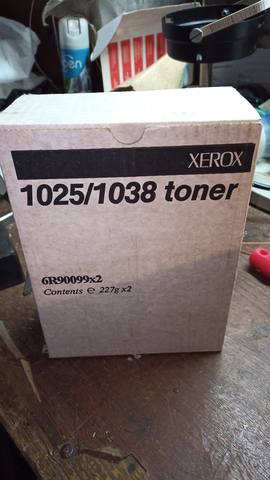 XEROX
1025/1038 toner
6R90099x2
Contents ℮ 227g x2